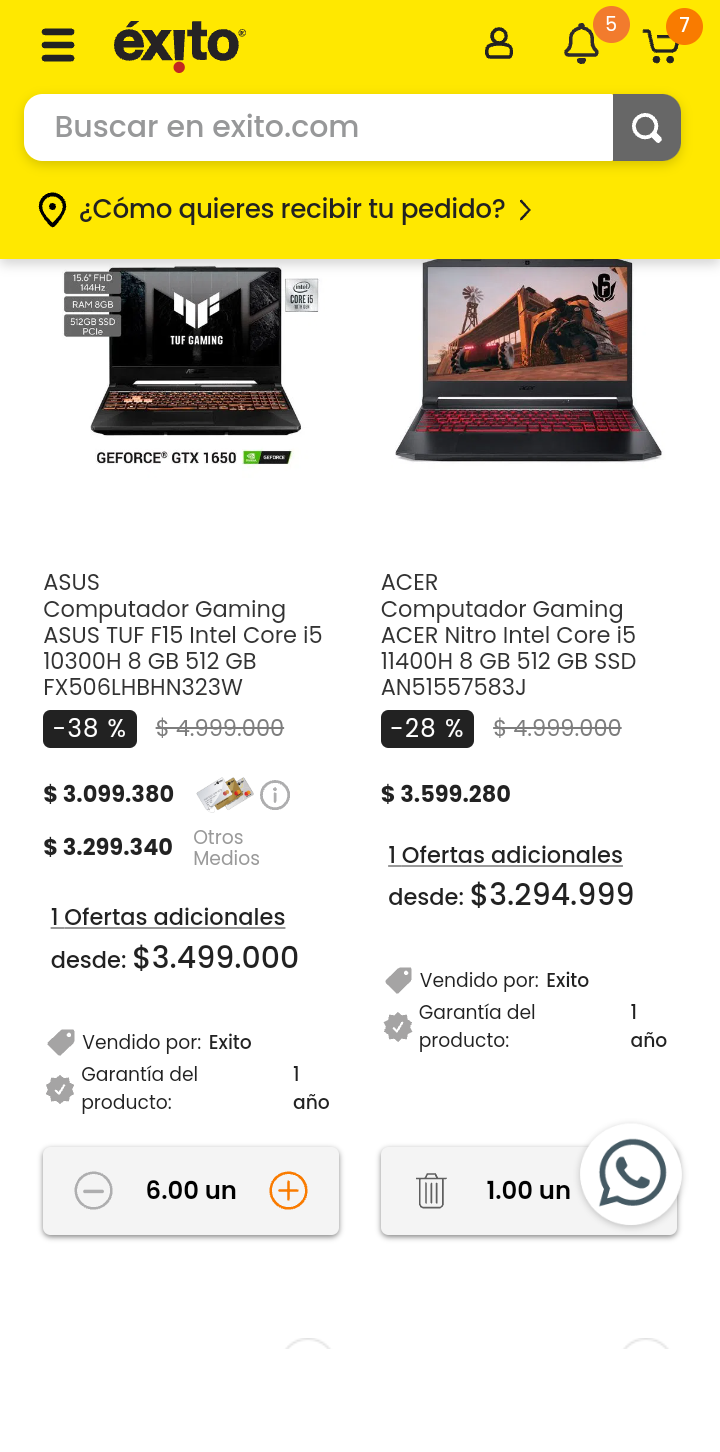 éxito®
5
7
Buscar en exito.com
¿Cómo quieres recibir tu pedido?
15.6" FHD
144Hz
RAM 8GB
512GB SSD
PCIe
TUF GAMING
intel
CORE i5
GEFORCE® GTX 1650
GEFORCE
ASUS
Computador Gaming
ASUS TUF F15 Intel Core i5
10300H 8 GB 512 GB
FX506LHBHN323W
-38 % $ 4.999.000
$ 3.099.380
$ 3.299.340 Otros
Medios
1 Ofertas adicionales
desde: $3.499.000
Vendido por: Exito
Garantía del
producto:
1
año
6.00 un
ACER
Computador Gaming
ACER Nitro Intel Core i5
11400H 8 GB 512 GB SSD
AN51557583J
-28 % $ 4.999.000
$ 3.599.280
1 Ofertas adicionales
desde: $3.294.999
Vendido por: Exito
Garantía del
producto:
1
año
1.00 un